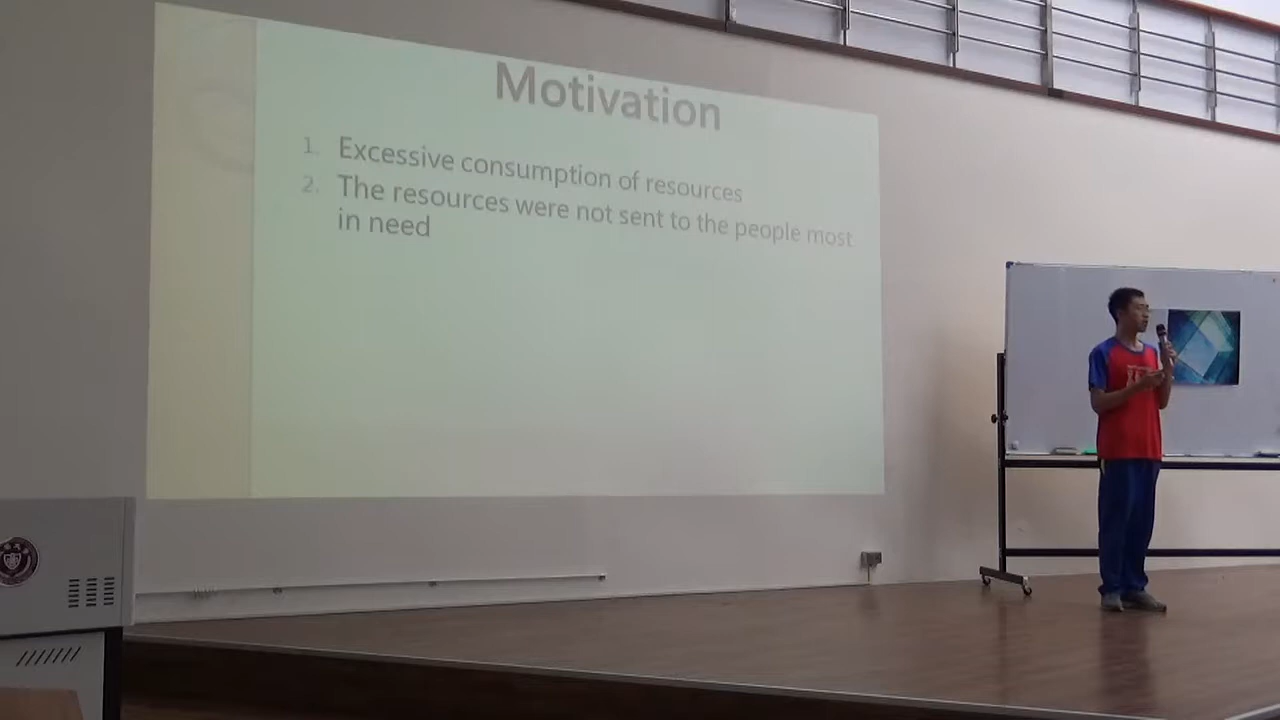 Motivation
1. Excessive consumption of resources
2. The resources were not sent to the people most
in need